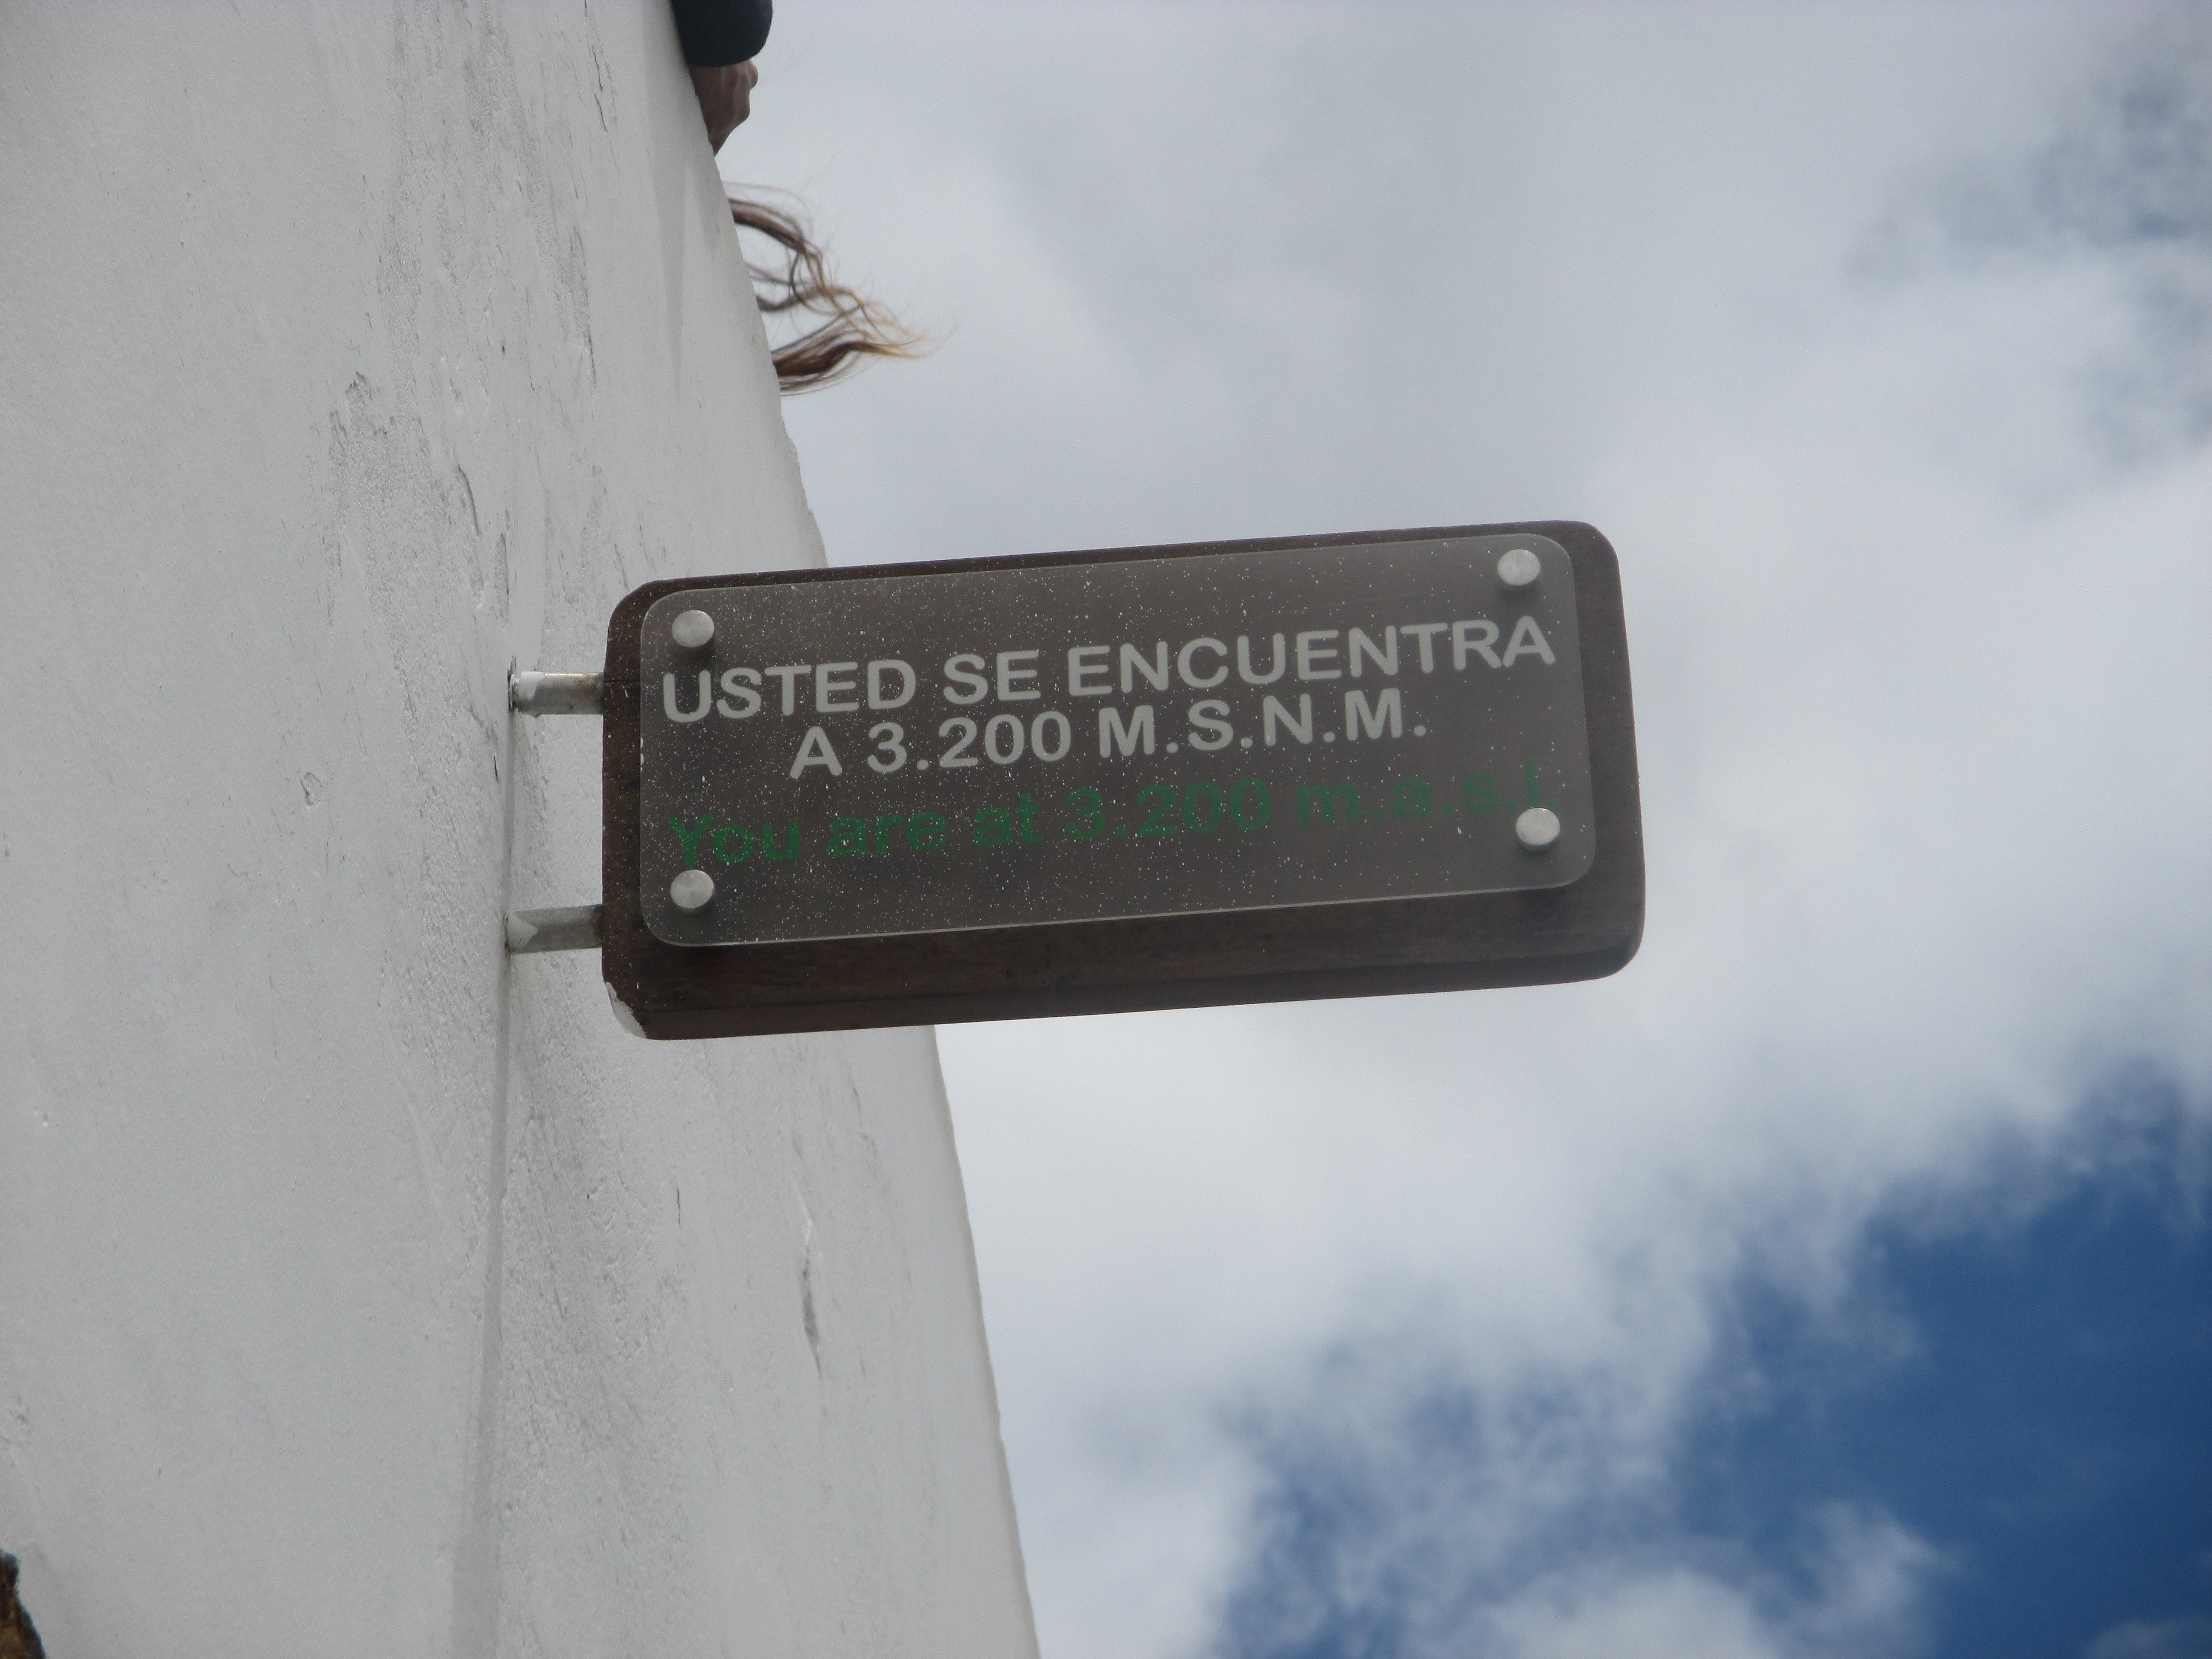 USTED SE ENCUENTRA
A 3.200 M.S.N.M.
You are at 3.200 m.a.s.l.